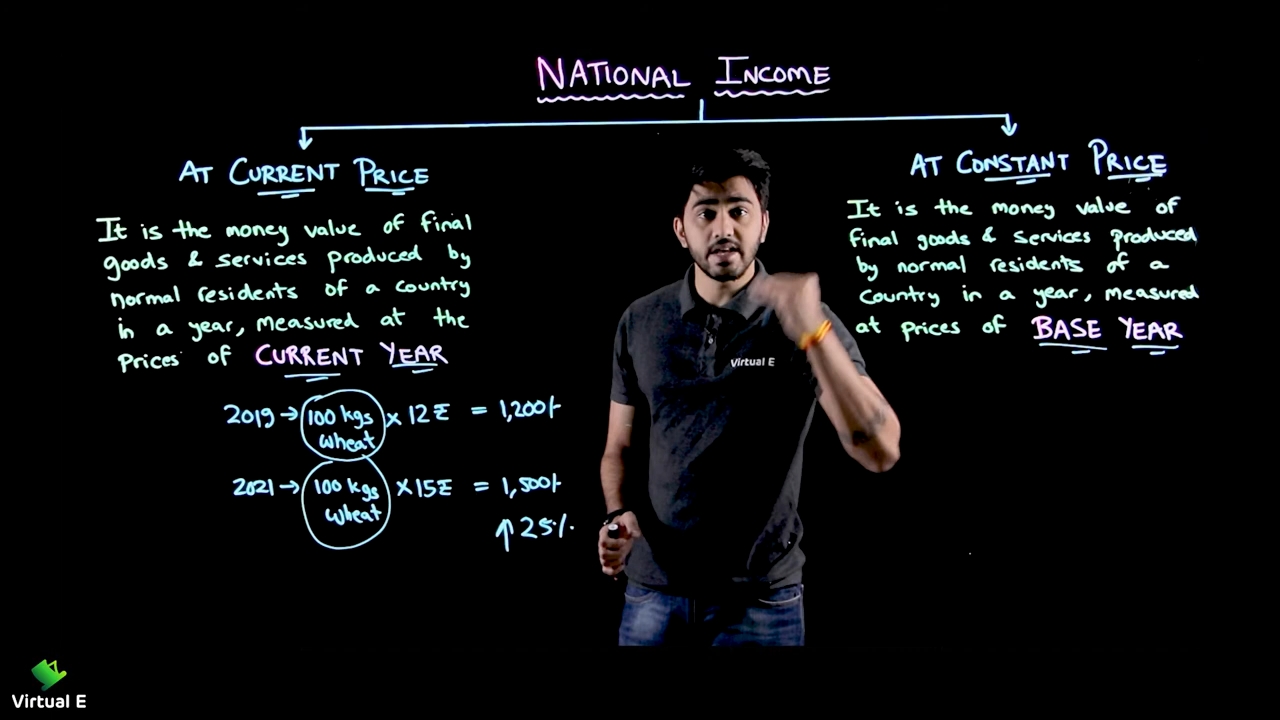 NATIONAL INCOME
AT CURRENT PRICE
It is the money value of final
goods & services produced by
normal residents of a country
in a year, measured at the
prices of CURRENT YEAR
2019 → 100 kgs wheat × 12 ₹ = 1,200/-
2021 → 100 kgs wheat × 15 ₹ = 1,500/-
↑ 25%.
AT CONSTANT PRICE
It is the money value of
final goods & services produced
by normal residents of a
country in a year, measured
at prices of BASE YEAR
Virtual E
Virtual E